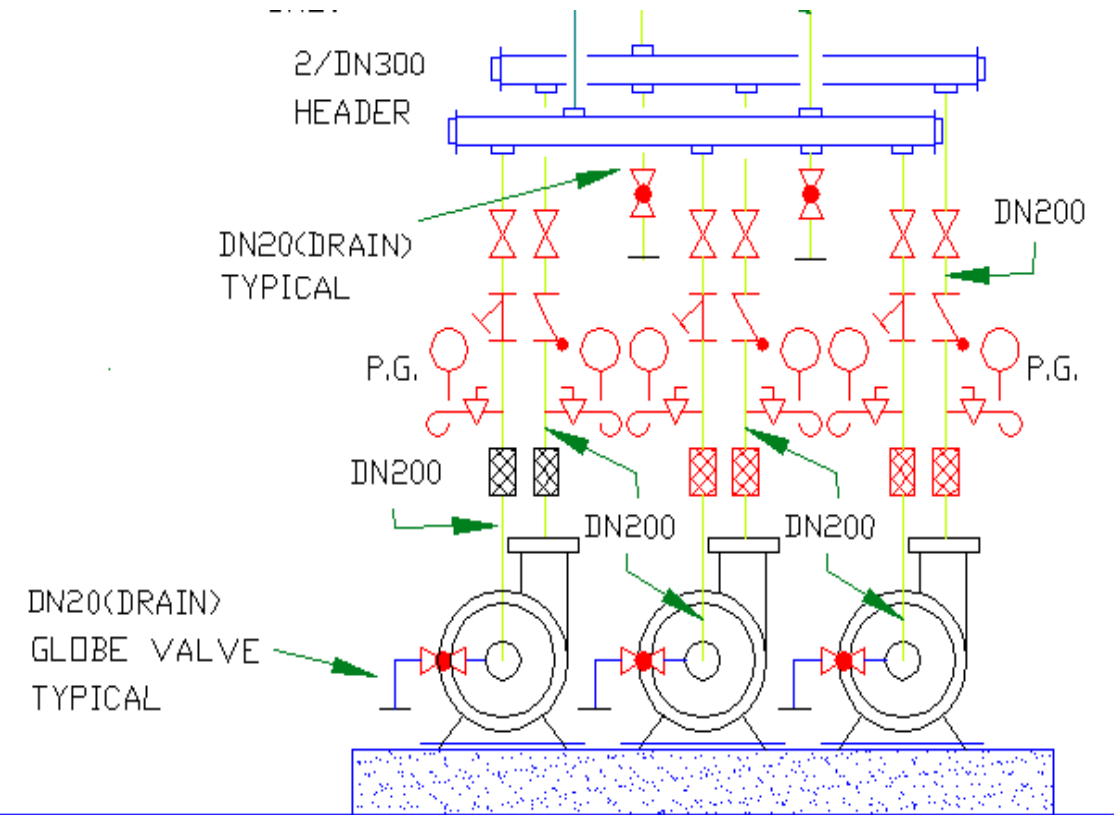 2/DN300
HEADER
DN20(DRAIN)
TYPICAL
DN200
P.G.
P.G.
DN200
DN200
DN200
DN20(DRAIN)
GLOBE VALVE
TYPICAL